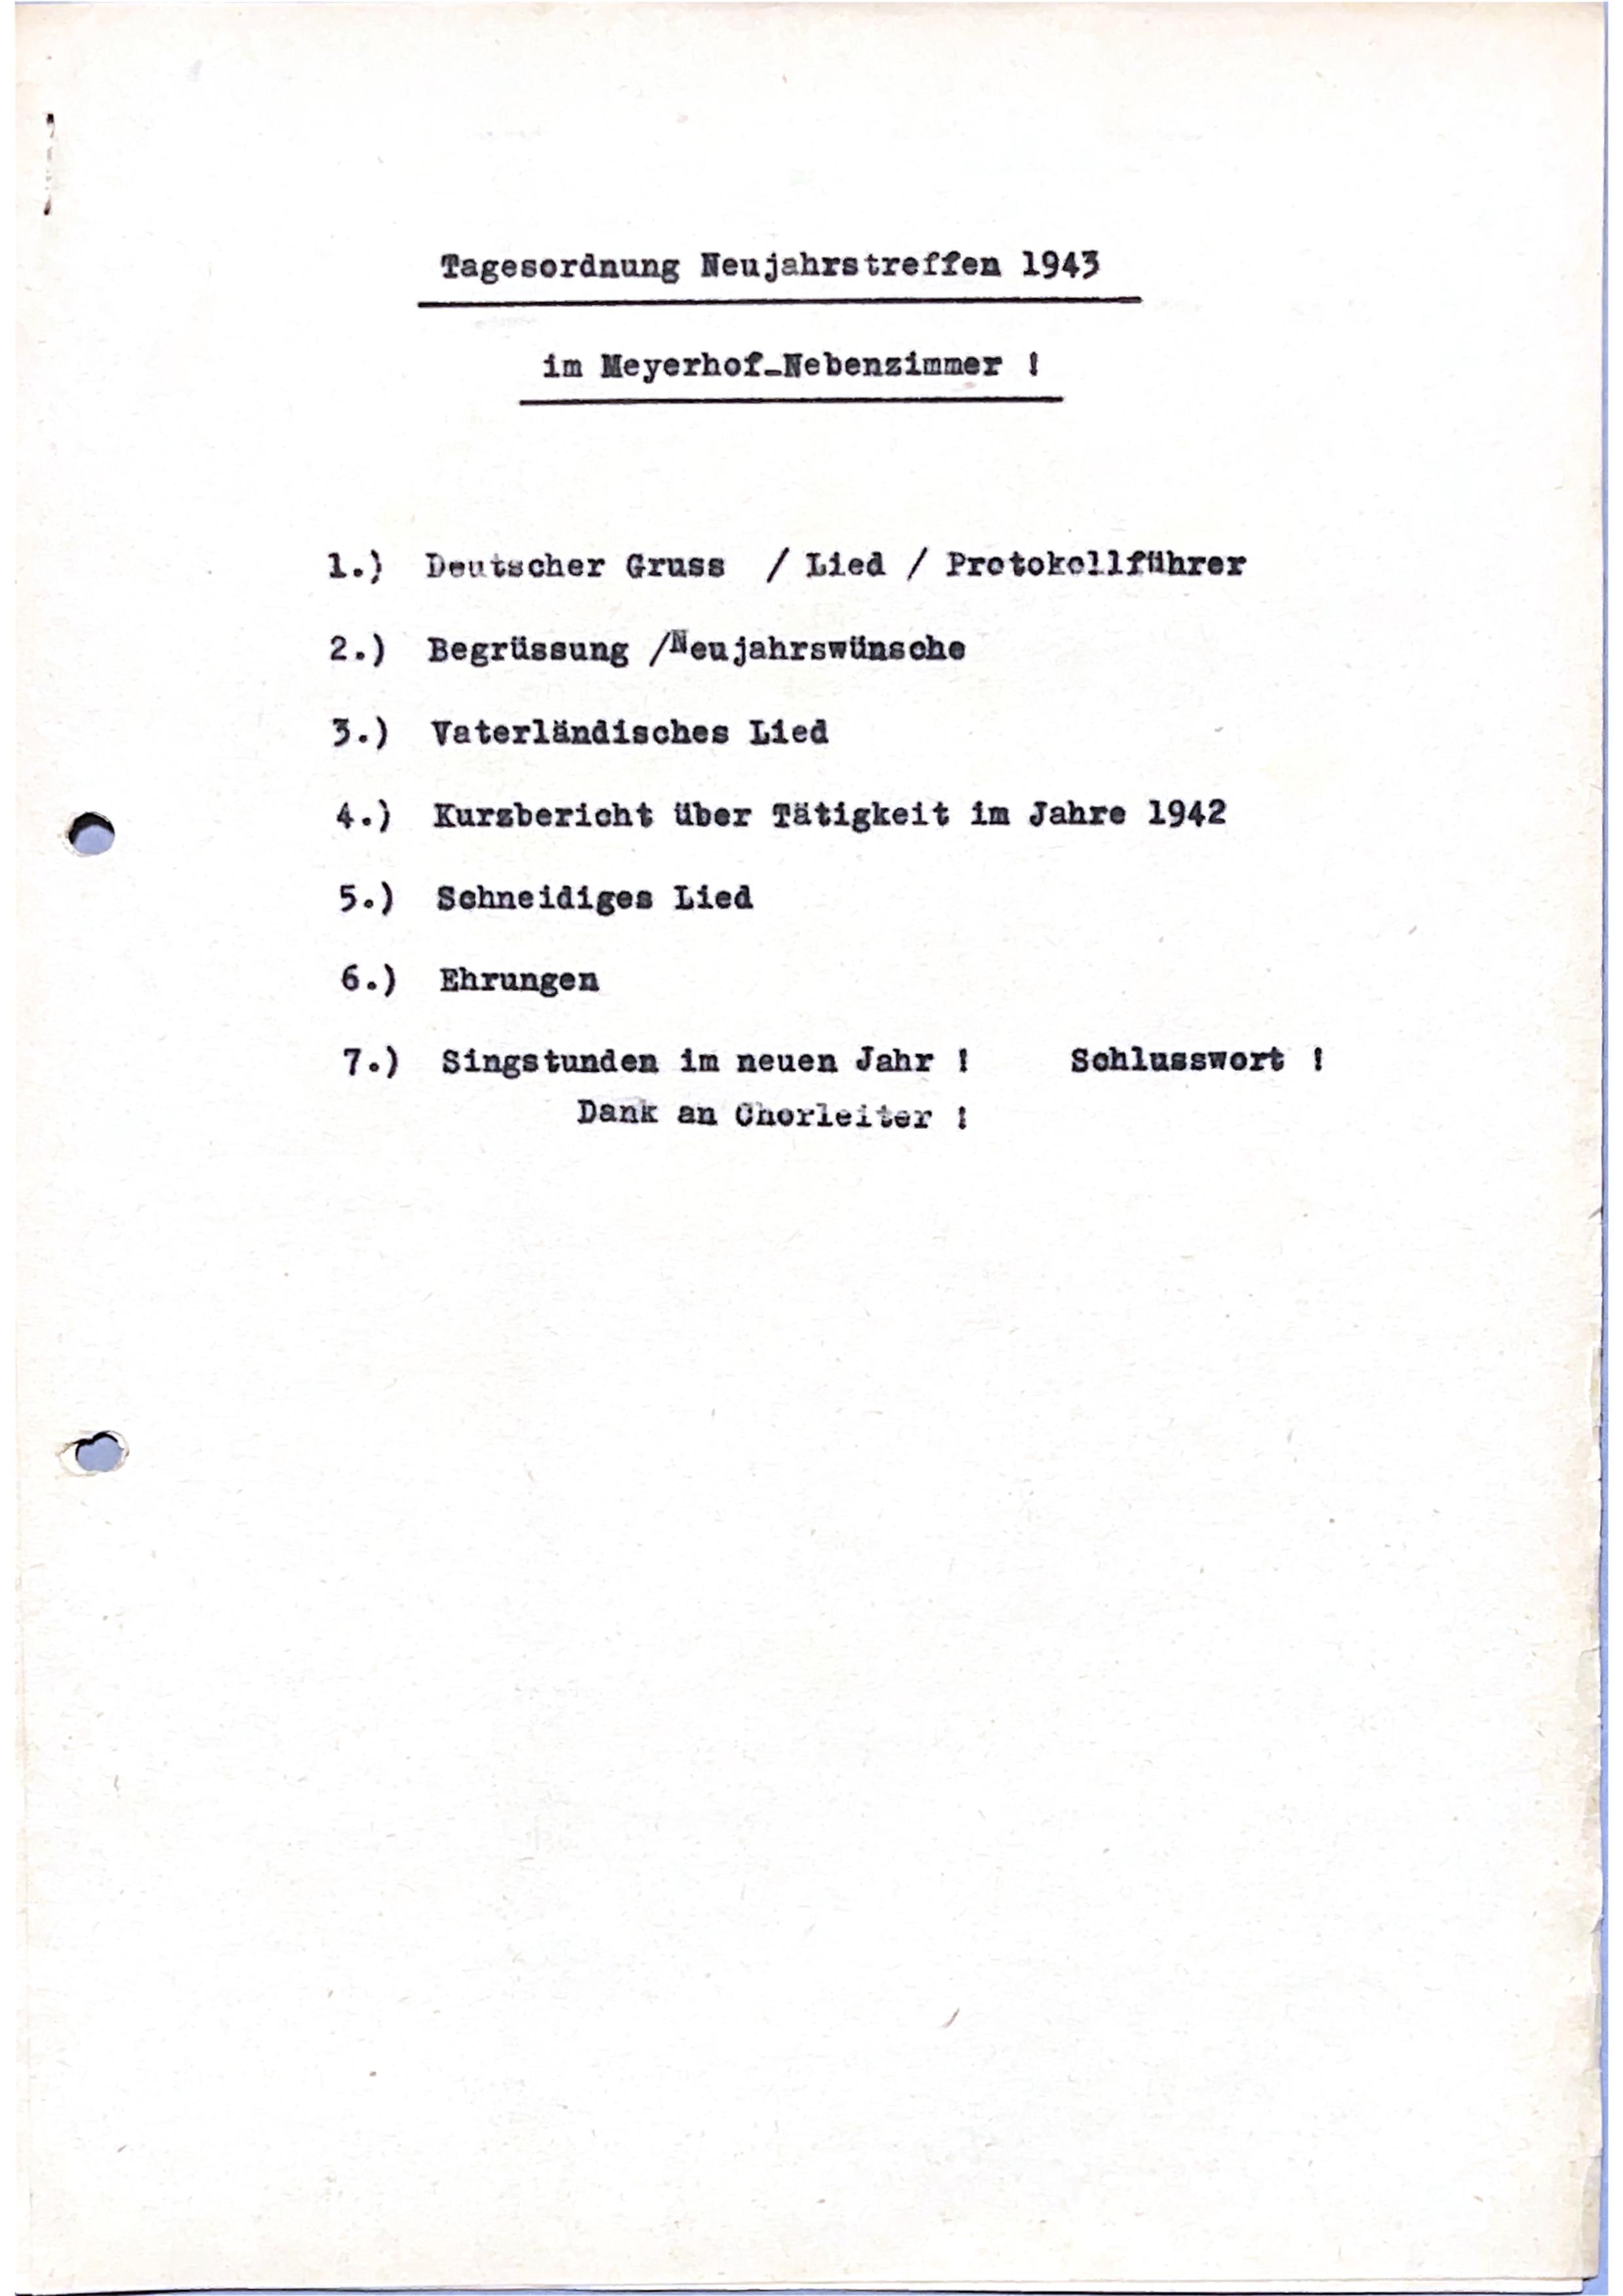 Tagesordnung Neujahrstreffen 1943
im Meyerhof-Nebenzimmer !
1.) Deutscher Gruss / Lied / Protokollführer
2.) Begrüssung /Neujahrswünsche
3.) Vaterländisches Lied
4.) Kurzbericht über Tätigkeit im Jahre 1942
5.) Schneidiges Lied
6.) Ehrungen
7.) Singstunden im neuen Jahr ! Schlusswort !
Dank an Chorleiter !